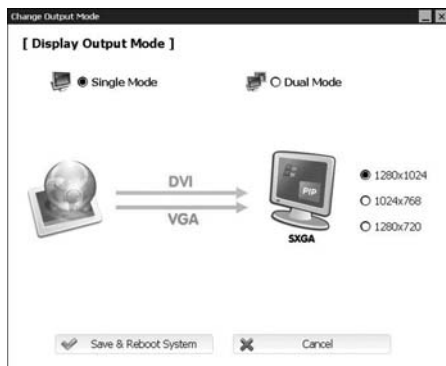 Change Output Mode
[ Display Output Mode ]
Single Mode
Dual Mode
DVI
VGA
PIP
SXGA
1280x1024
1024x768
1280x720
Save & Reboot System
Cancel